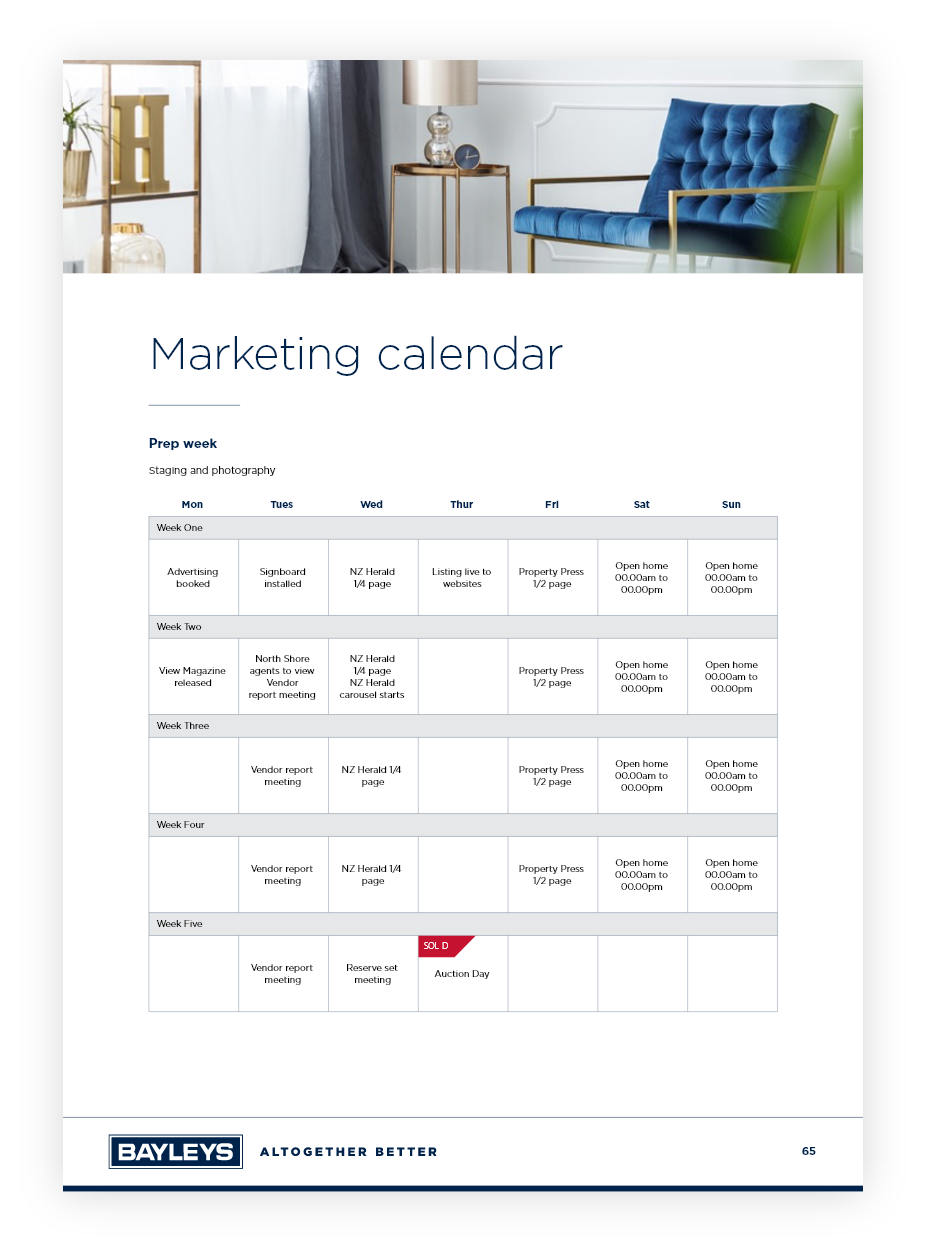 H
Marketing calendar
Prep week
Staging and photography
Mon Tues Wed Thur Fri Sat Sun
Week One
Advertising
booked
Signboard
installed
NZ Herald
1/4 page
Listing live to
websites
Property Press
1/2 page
Open home
00.00am to
00.00pm
Open home
00.00am to
00.00pm
Week Two
View Magazine
released
North Shore
agents to view
Vendor
report meeting
NZ Herald
1/4 page
NZ Herald
carousel starts
Property Press
1/2 page
Open home
00.00am to
00.00pm
Open home
00.00am to
00.00pm
Week Three
Vendor report
meeting
NZ Herald 1/4
page
Property Press
1/2 page
Open home
00.00am to
00.00pm
Open home
00.00am to
00.00pm
Week Four
Vendor report
meeting
NZ Herald 1/4
page
Property Press
1/2 page
Open home
00.00am to
00.00pm
Open home
00.00am to
00.00pm
Week Five
Vendor report
meeting
Reserve set
meeting
SOLD
Auction Day
BAYLEYS ALTOGETHER BETTER 65